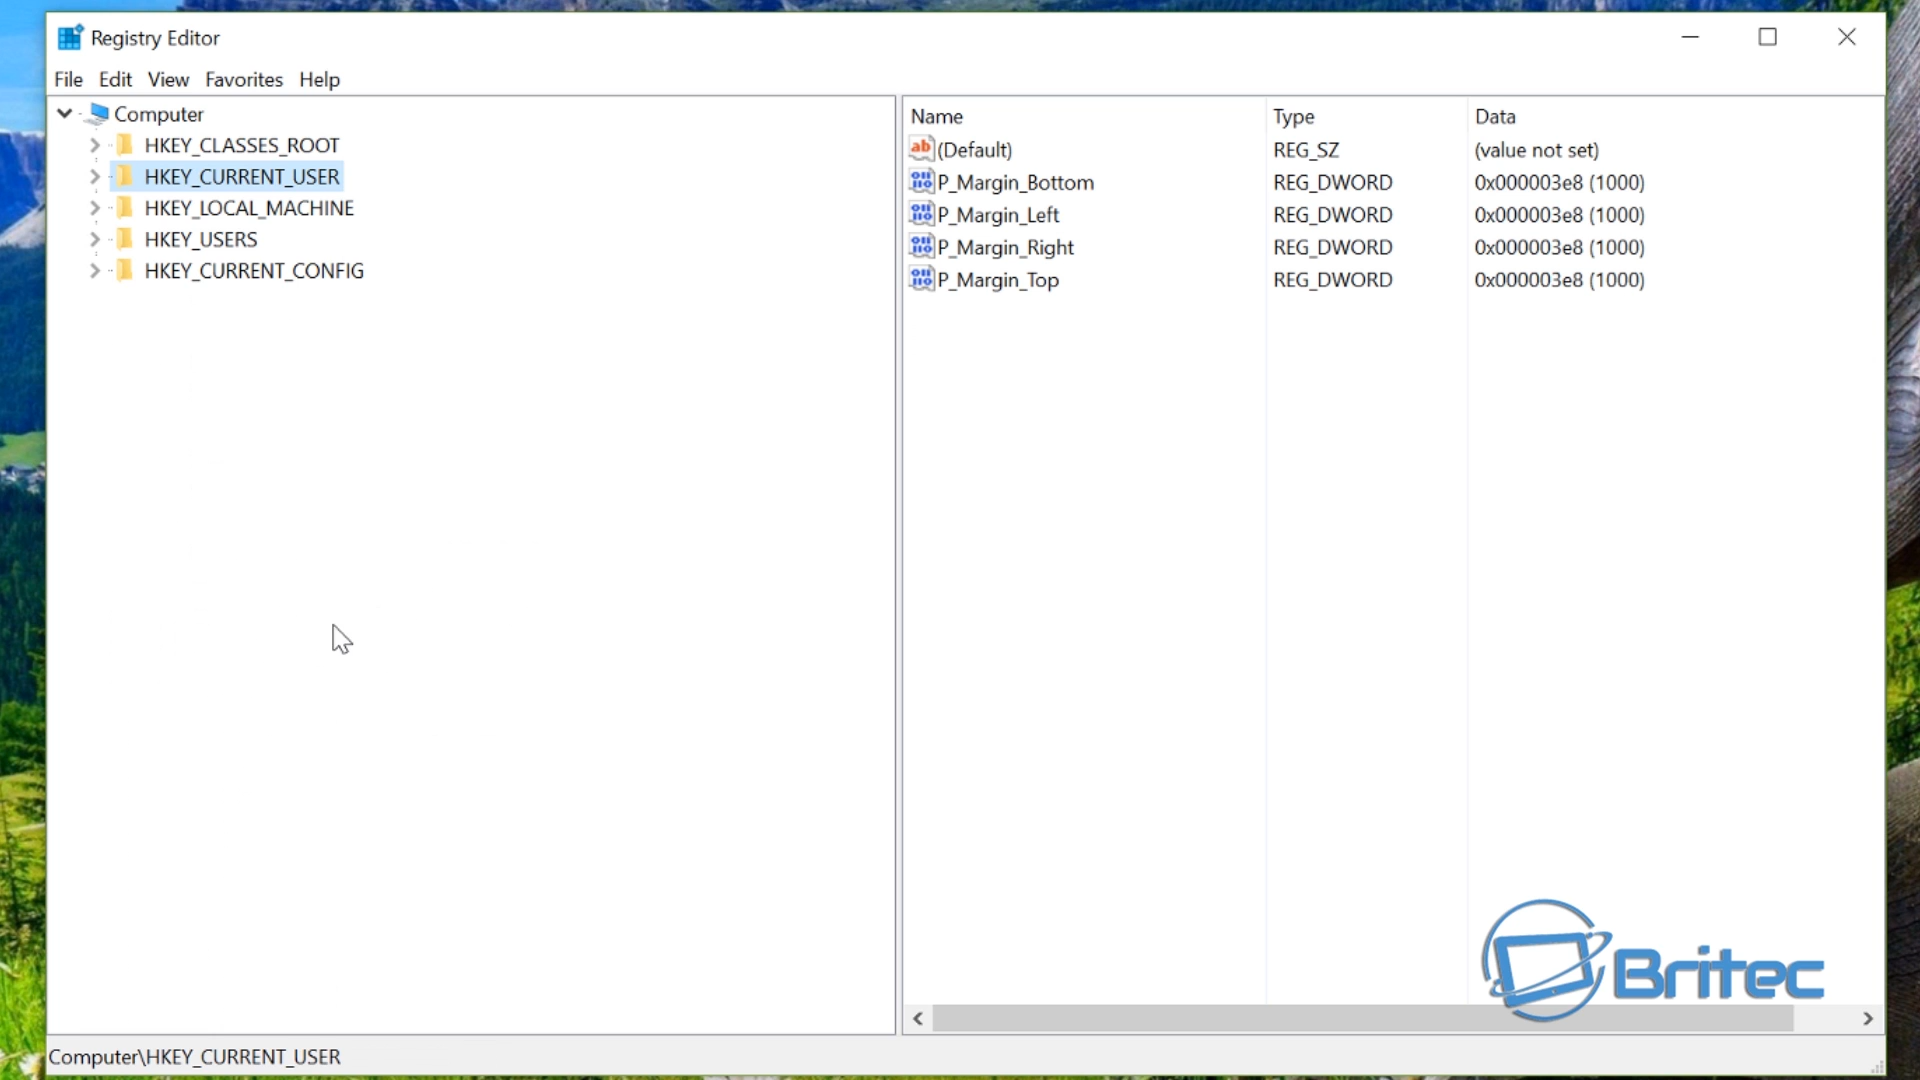 Registry Editor
File Edit View Favorites Help
Computer
HKEY_CLASSES_ROOT
HKEY_CURRENT_USER
HKEY_LOCAL_MACHINE
HKEY_USERS
HKEY_CURRENT_CONFIG
Name Type Data
(Default) REG_SZ (value not set)
P_Margin_Bottom REG_DWORD 0x000003e8 (1000)
P_Margin_Left REG_DWORD 0x000003e8 (1000)
P_Margin_Right REG_DWORD 0x000003e8 (1000)
P_Margin_Top REG_DWORD 0x000003e8 (1000)
Britec
Computer\HKEY_CURRENT_USER